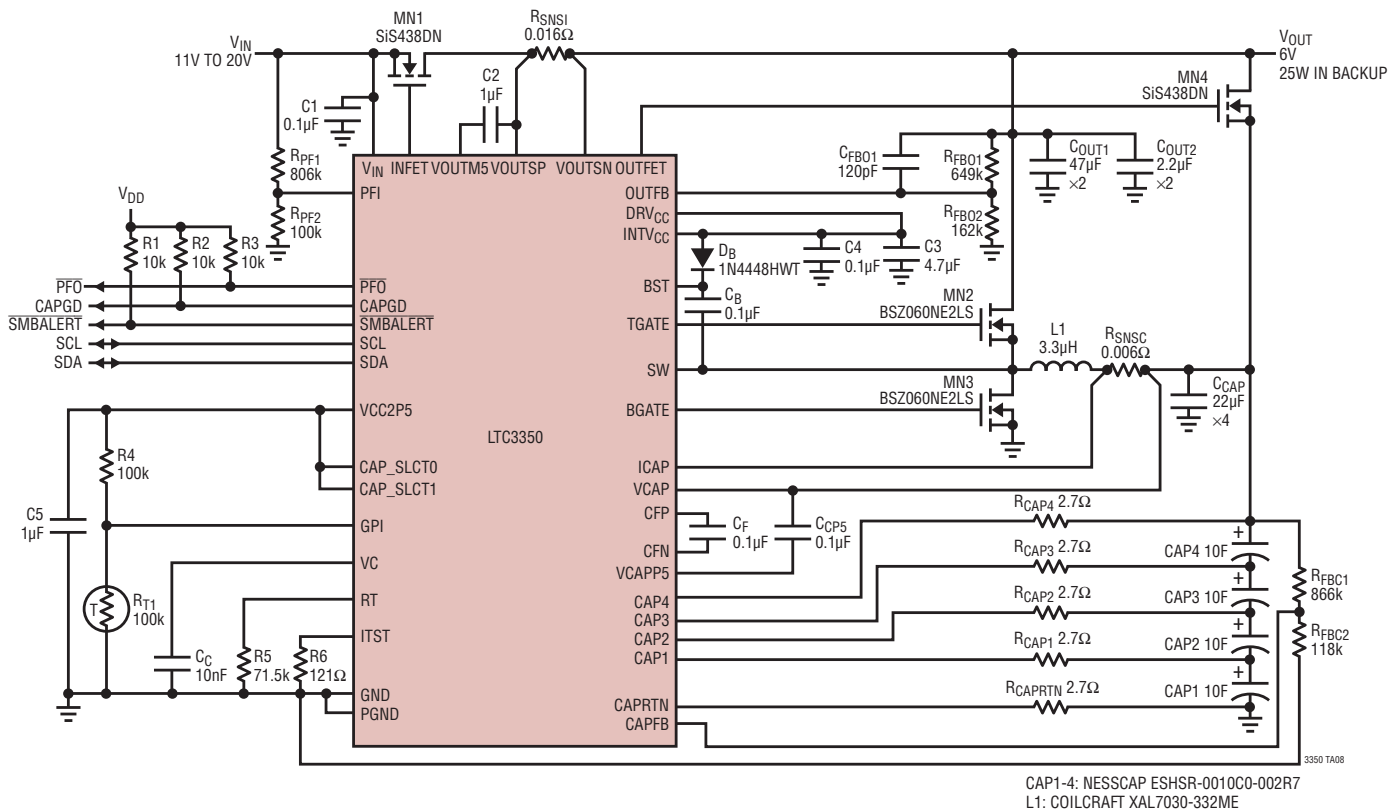 MN1
SiS438DN
RSNSI
0.016Ω
VIN
11V TO 20V
VOUT
6V
25W IN BACKUP
MN4
SiS438DN
C1
0.1µF
C2
1µF
RPF1
806k
RPF2
100k
VDD
R1
10k
R2
10k
R3
10k
VIN INFET VOUTM5 VOUTSP VOUTSN OUTFET
CFBO1
120pF
RFBO1
649k
COUT1
47µF
×2
COUT2
2.2µF
×2
RFBO2
162k
PFI
OUTFB
DRVCC
INTVCC
DB
1N4448HWT
C4
0.1µF
C3
4.7µF
PFO
CAPGD
SMBALERT
SCL
SDA
PFO
CAPGD
SMBALERT
SCL
SDA
BST
CB
0.1µF
TGATE
MN2
BSZ060NE2LS
SW
L1
3.3µH
RSNSC
0.006Ω
CCAP
22µF
×4
MN3
BSZ060NE2LS
BGATE
VCC2P5
LTC3350
R4
100k
CAP_SLCT0
CAP_SLCT1
ICAP
VCAP
C5
1µF
GPI
CFP
CFN
CF
0.1µF
CCP5
0.1µF
VCAPP5
VC
RT
ITST
T
RT1
100k
CC
10nF
R5
71.5k
R6
121Ω
GND
PGND
CAP4
CAP3
CAP2
CAP1
CAPRTN
CAPFB
RCAP4 2.7Ω
RCAP3 2.7Ω
RCAP2 2.7Ω
RCAP1 2.7Ω
RCAPRTN 2.7Ω
+
CAP4 10F
+
CAP3 10F
+
CAP2 10F
+
CAP1 10F
RFBC1
866k
RFBC2
118k
3350 TA08
CAP1-4: NESSCAP ESHSR-0010C0-002R7
L1: COILCRAFT XAL7030-332ME